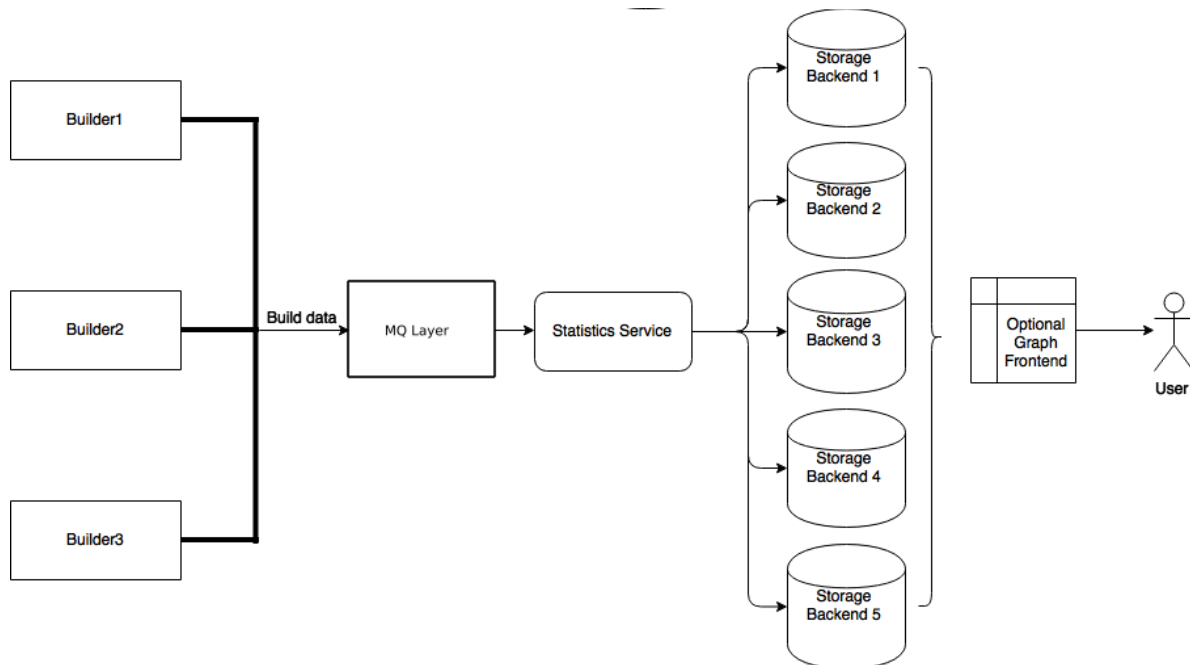 Builder1
Builder2
Builder3
Build data
MQ Layer
Statistics Service
Storage
Backend 1
Storage
Backend 2
Storage
Backend 3
Storage
Backend 4
Storage
Backend 5
Optional
Graph
Frontend
User